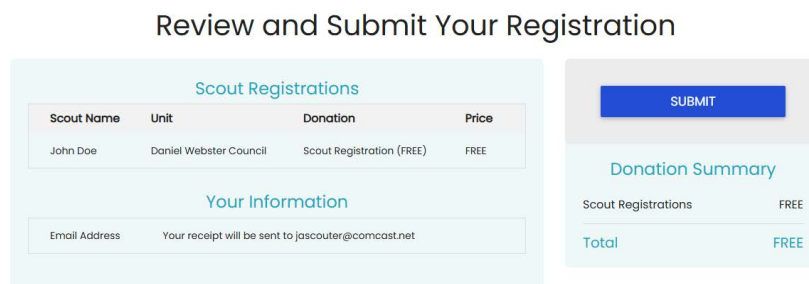 Review and Submit Your Registration
Scout Registrations
Scout Name Unit Donation Price
John Doe Daniel Webster Council Scout Registration (FREE) FREE
Your Information
Email Address Your receipt will be sent to jascouter@comcast.net
SUBMIT
Donation Summary
Scout Registrations FREE
Total FREE